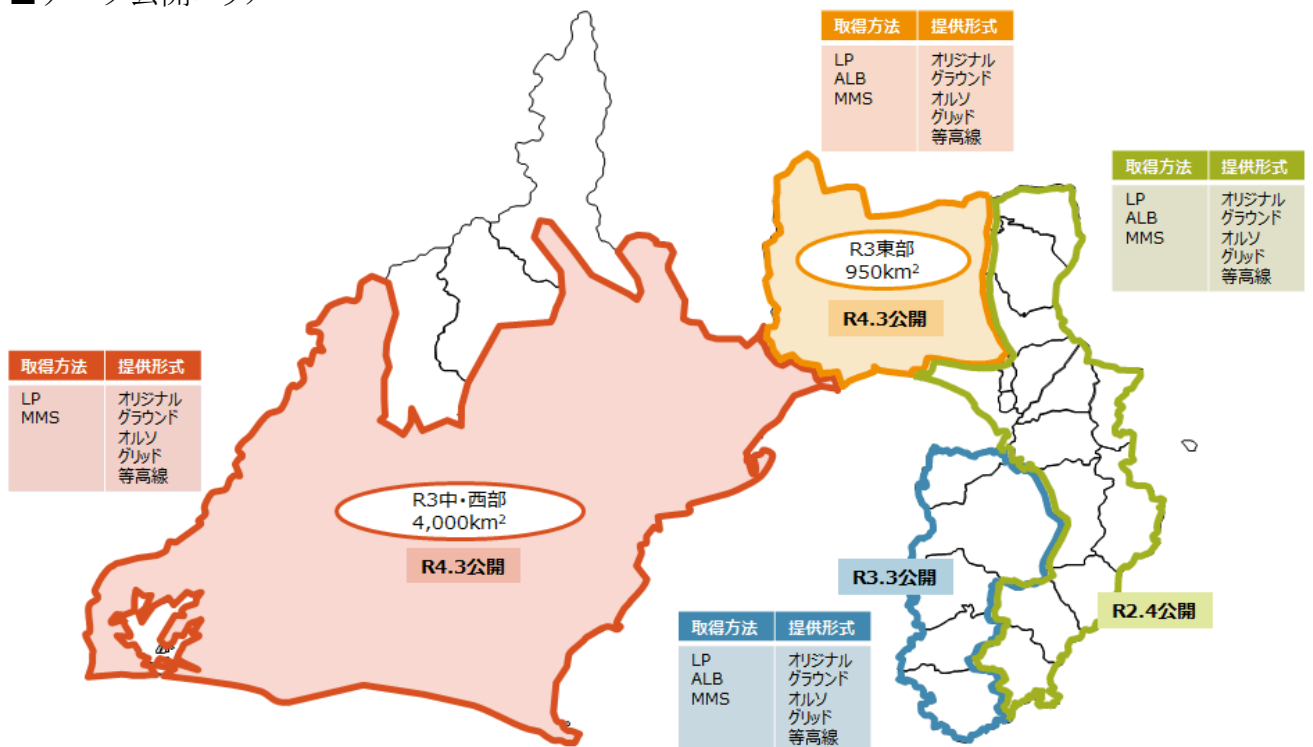 取得方法 提供形式
LP オリジナル
ALB グラウンド
MMS オルソ
グリッド
等高線
取得方法 提供形式
LP オリジナル
ALB グラウンド
MMS オルソ
グリッド
等高線
R3東部
950km²
R4.3公開
取得方法 提供形式
LP オリジナル
MMS グラウンド
オルソ
グリッド
等高線
R3中・西部
4,000km²
R4.3公開
R3.3公開
R2.4公開
取得方法 提供形式
LP オリジナル
ALB グラウンド
MMS オルソ
グリッド
等高線